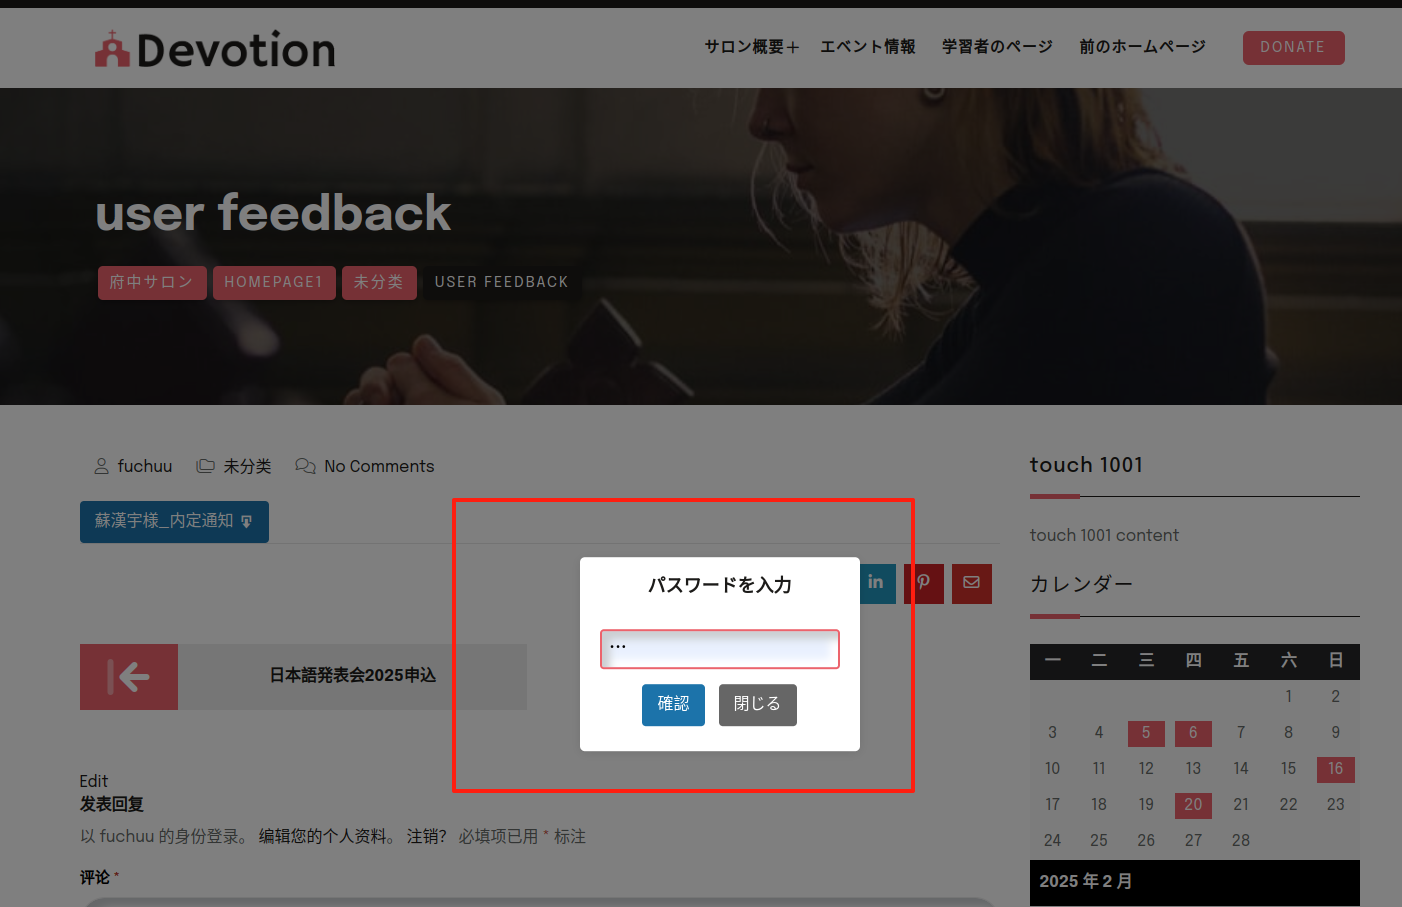 Devotion
サロン概要＋ エベント情報 学習者のページ 前のホームページ DONATE
user feedback
府中サロン HOMEPAGE1 未分类 USER FEEDBACK
fuchuu 未分类 No Comments
蘇漢宇様_内定通知
パスワードを入力
...
確認 閉じる
in
日本語発表会2025申込
Edit
发表回复
以 fuchuu 的身份登录。 编辑您的个人资料。 注销？ 必填项已用 * 标注
评论 *
touch 1001
touch 1001 content
カレンダー
一 二 三 四 五 六 日
1 2
3 4 5 6 7 8 9
10 11 12 13 14 15 16
17 18 19 20 21 22 23
24 25 26 27 28
2025 年 2 月